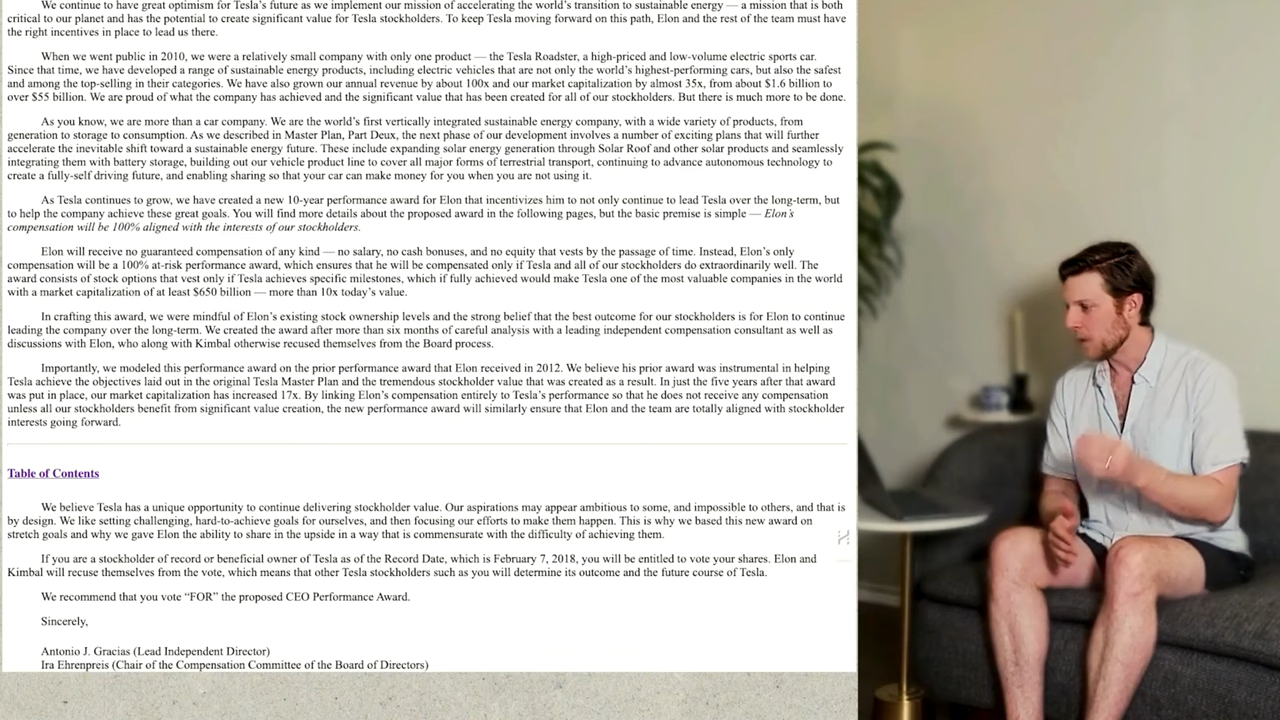 We continue to have great optimism for Tesla's future as we implement our mission of accelerating the world's transition to sustainable energy — a mission that is both
critical to our planet and has the potential to create significant value for Tesla stockholders. To keep Tesla moving forward on this path, Elon and the rest of the team must have
the right incentives in place to lead us there.
When we went public in 2010, we were a relatively small company with only one product — the Tesla Roadster, a high-priced and low-volume electric sports car.
Since that time, we have developed a range of sustainable energy products, including electric vehicles that are not only the world's highest-performing cars, but also the safest
and among the top-selling in their categories. We have also grown our annual revenue by about 100x and our market capitalization by almost 35x, from about $1.6 billion to
over $55 billion. We are proud of what the company has achieved and the significant value that has been created for all of our stockholders. But there is much more to be done.
As you know, we are more than a car company. We are the world's first vertically integrated sustainable energy company, with a wide variety of products, from
generation to storage to consumption. As we described in Master Plan, Part Deux, the next phase of our development involves a number of exciting plans that will further
accelerate the inevitable shift toward a sustainable energy future. These include expanding solar energy generation through Solar Roof and other solar products and seamlessly
integrating them with battery storage, building out our vehicle product line to cover all major forms of terrestrial transport, continuing to advance autonomous technology to
create a fully-self driving future, and enabling sharing so that your car can make money for you when you are not using it.
As Tesla continues to grow, we have created a new 10-year performance award for Elon that incentivizes him to not only continue to lead Tesla over the long-term, but
to help the company achieve these great goals. You will find more details about the proposed award in the following pages, but the basic premise is simple — Elon's
compensation will be 100% aligned with the interests of our stockholders.
Elon will receive no guaranteed compensation of any kind — no salary, no cash bonuses, and no equity that vests by the passage of time. Instead, Elon's only
compensation will be a 100% at-risk performance award, which ensures that he will be compensated only if Tesla and all of our stockholders do extraordinarily well. The
award consists of stock options that vest only if Tesla achieves specific milestones, which if fully achieved would make Tesla one of the most valuable companies in the world
with a market capitalization of at least $650 billion — more than 10x today's value.
In crafting this award, we were mindful of Elon's existing stock ownership levels and the strong belief that the best outcome for our stockholders is for Elon to continue
leading the company over the long-term. We created the award after more than six months of careful analysis with a leading independent compensation consultant as well as
discussions with Elon, who along with Kimbal otherwise recused themselves from the Board process.
Importantly, we modeled this performance award on the prior performance award that Elon received in 2012. We believe his prior award was instrumental in helping
Tesla achieve the objectives laid out in the original Tesla Master Plan and the tremendous stockholder value that was created as a result. In just the five years after that award
was put in place, our market capitalization has increased 17x. By linking Elon's compensation entirely to Tesla's performance so that he does not receive any compensation
unless all our stockholders benefit from significant value creation, the new performance award will similarly ensure that Elon and the team are totally aligned with stockholder
interests going forward.
Table of Contents
We believe Tesla has a unique opportunity to continue delivering stockholder value. Our aspirations may appear ambitious to some, and impossible to others, and that is
by design. We like setting challenging, hard-to-achieve goals for ourselves, and then focusing our efforts to make them happen. This is why we based this new award on
stretch goals and why we gave Elon the ability to share in the upside in a way that is commensurate with the difficulty of achieving them.
If you are a stockholder of record or beneficial owner of Tesla as of the Record Date, which is February 7, 2018, you will be entitled to vote your shares. Elon and
Kimbal will recuse themselves from the vote, which means that other Tesla stockholders such as you will determine its outcome and the future course of Tesla.
We recommend that you vote “FOR” the proposed CEO Performance Award.
Sincerely,
Antonio J. Gracias (Lead Independent Director)
Ira Ehrenpreis (Chair of the Compensation Committee of the Board of Directors)